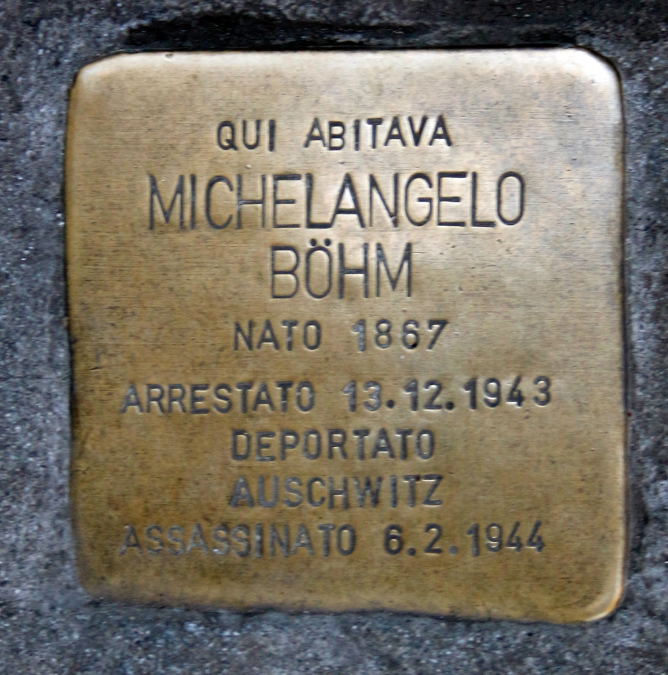 QUI ABITAVA
MICHELANGELO
BÖHM
NATO 1867
ARRESTATO 13.12.1943
DEPORTATO
AUSCHWITZ
ASSASSINATO 6.2.1944